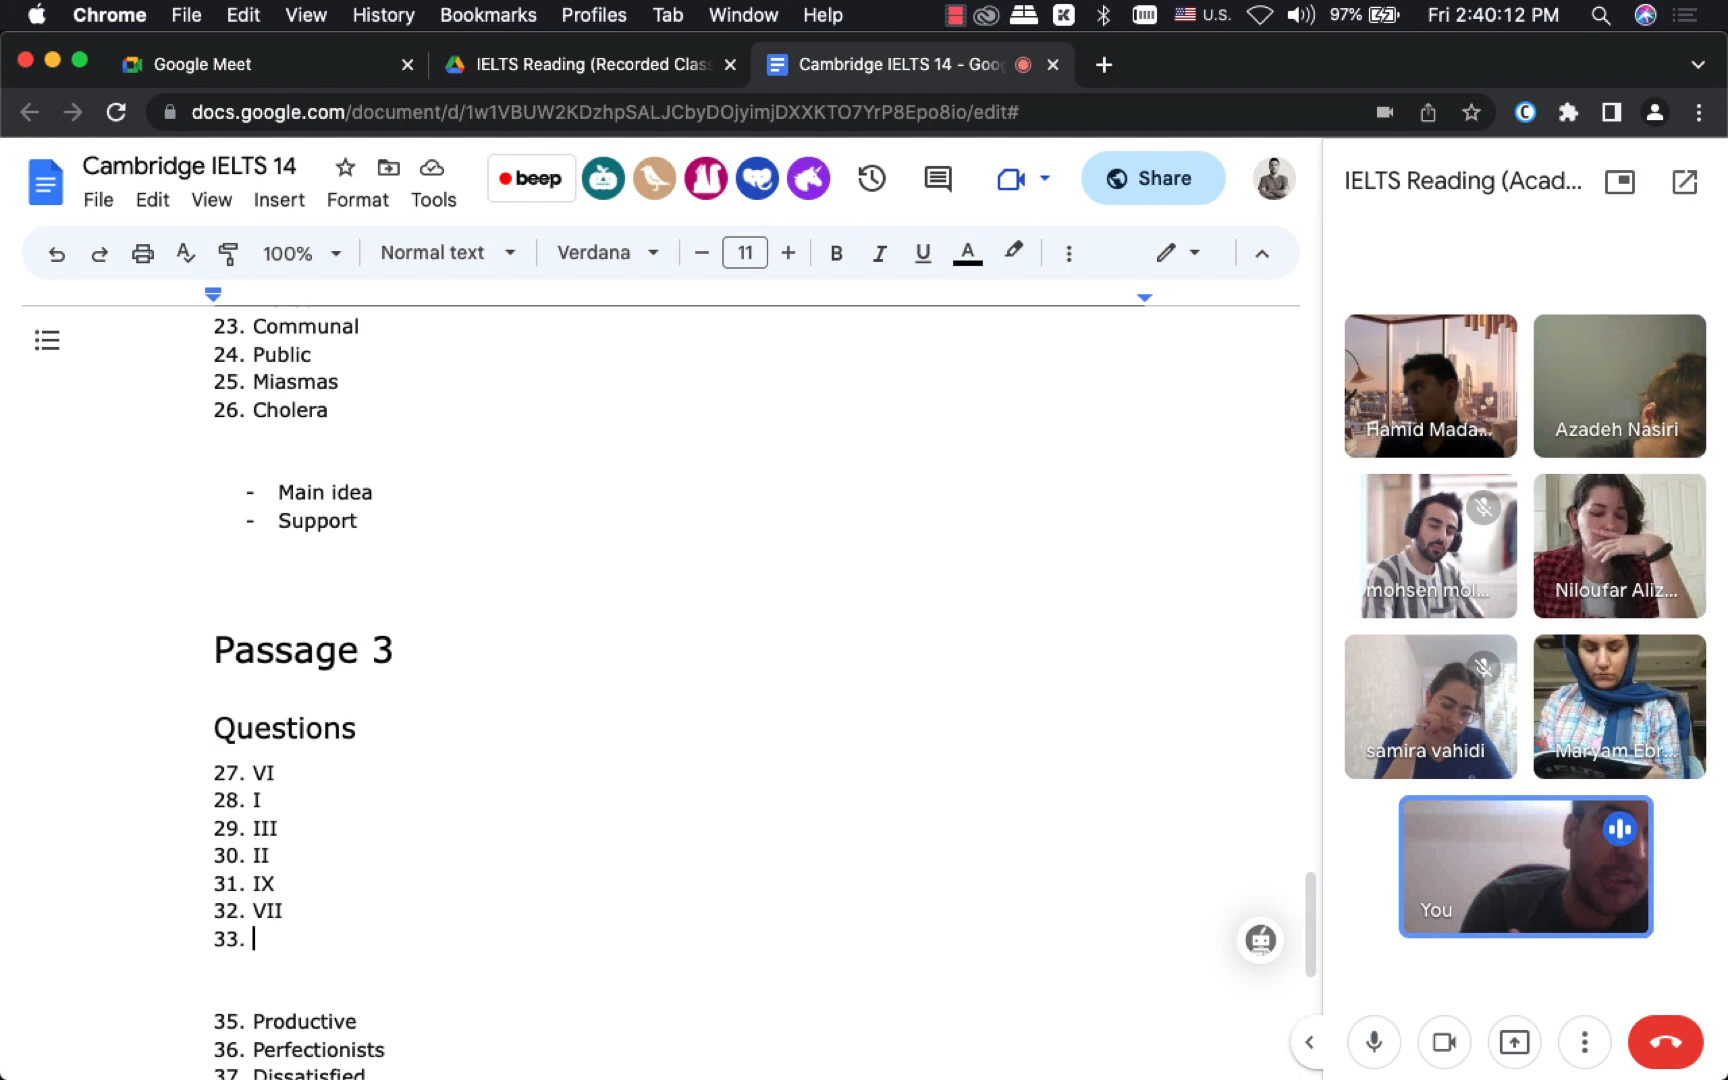 Chrome File Edit View History Bookmarks Profiles Tab Window Help U.S. 97% Fri 2:40:12 PM
Google Meet
IELTS Reading (Recorded Clas
Cambridge IELTS 14 - Goo
docs.google.com/document/d/1w1VBUW2KDzhpSALJCbyDOjyimjDXXKTO7YrP8Epo8io/edit#
Cambridge IELTS 14
File Edit View Insert Format Tools
beep
Share
IELTS Reading (Acad...
100% Normal text Verdana 11 B I U A
23. Communal
24. Public
25. Miasmas
26. Cholera
- Main idea
- Support
Passage 3
Questions
27. VI
28. I
29. III
30. II
31. IX
32. VII
33.
35. Productive
36. Perfectionists
37. Dissatisfied
Hamid Mada...
Azadeh Nasiri
mohsen mol...
Niloufar Aliz...
samira vahidi
Maryam Ebr...
You